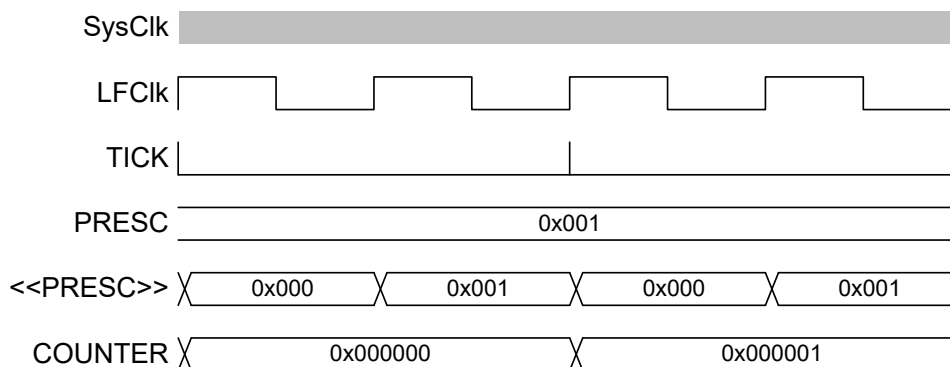 SysClk
LFClk
TICK
PRESC 0x001
<<PRESC>> 0x000 0x001 0x000 0x001
COUNTER 0x000000 0x000001